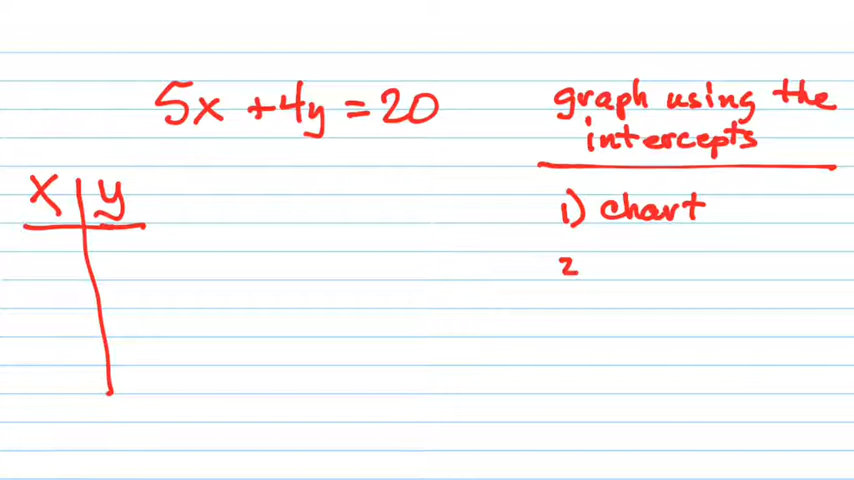 5x + 4y = 20
graph using the
intercepts
x y
1) chart
2